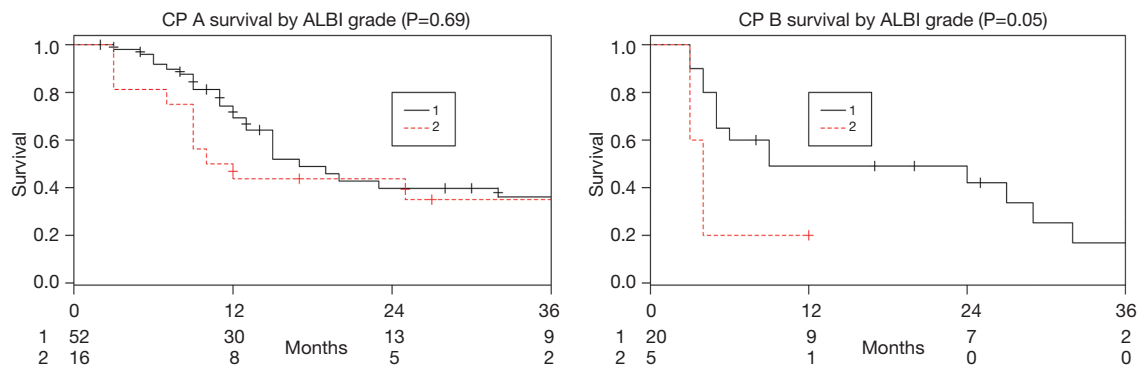 CP A survival by ALBI grade (P=0.69)
Survival
1.0
0.8
0.6
0.4
0.2
0.0
1
2
0 12 24 36
1 52 30 13 9
Months
2 16 8 5 2
CP B survival by ALBI grade (P=0.05)
Survival
1.0
0.8
0.6
0.4
0.2
0.0
1
2
0 12 24 36
1 20 9 7 2
Months
2 5 1 0 0